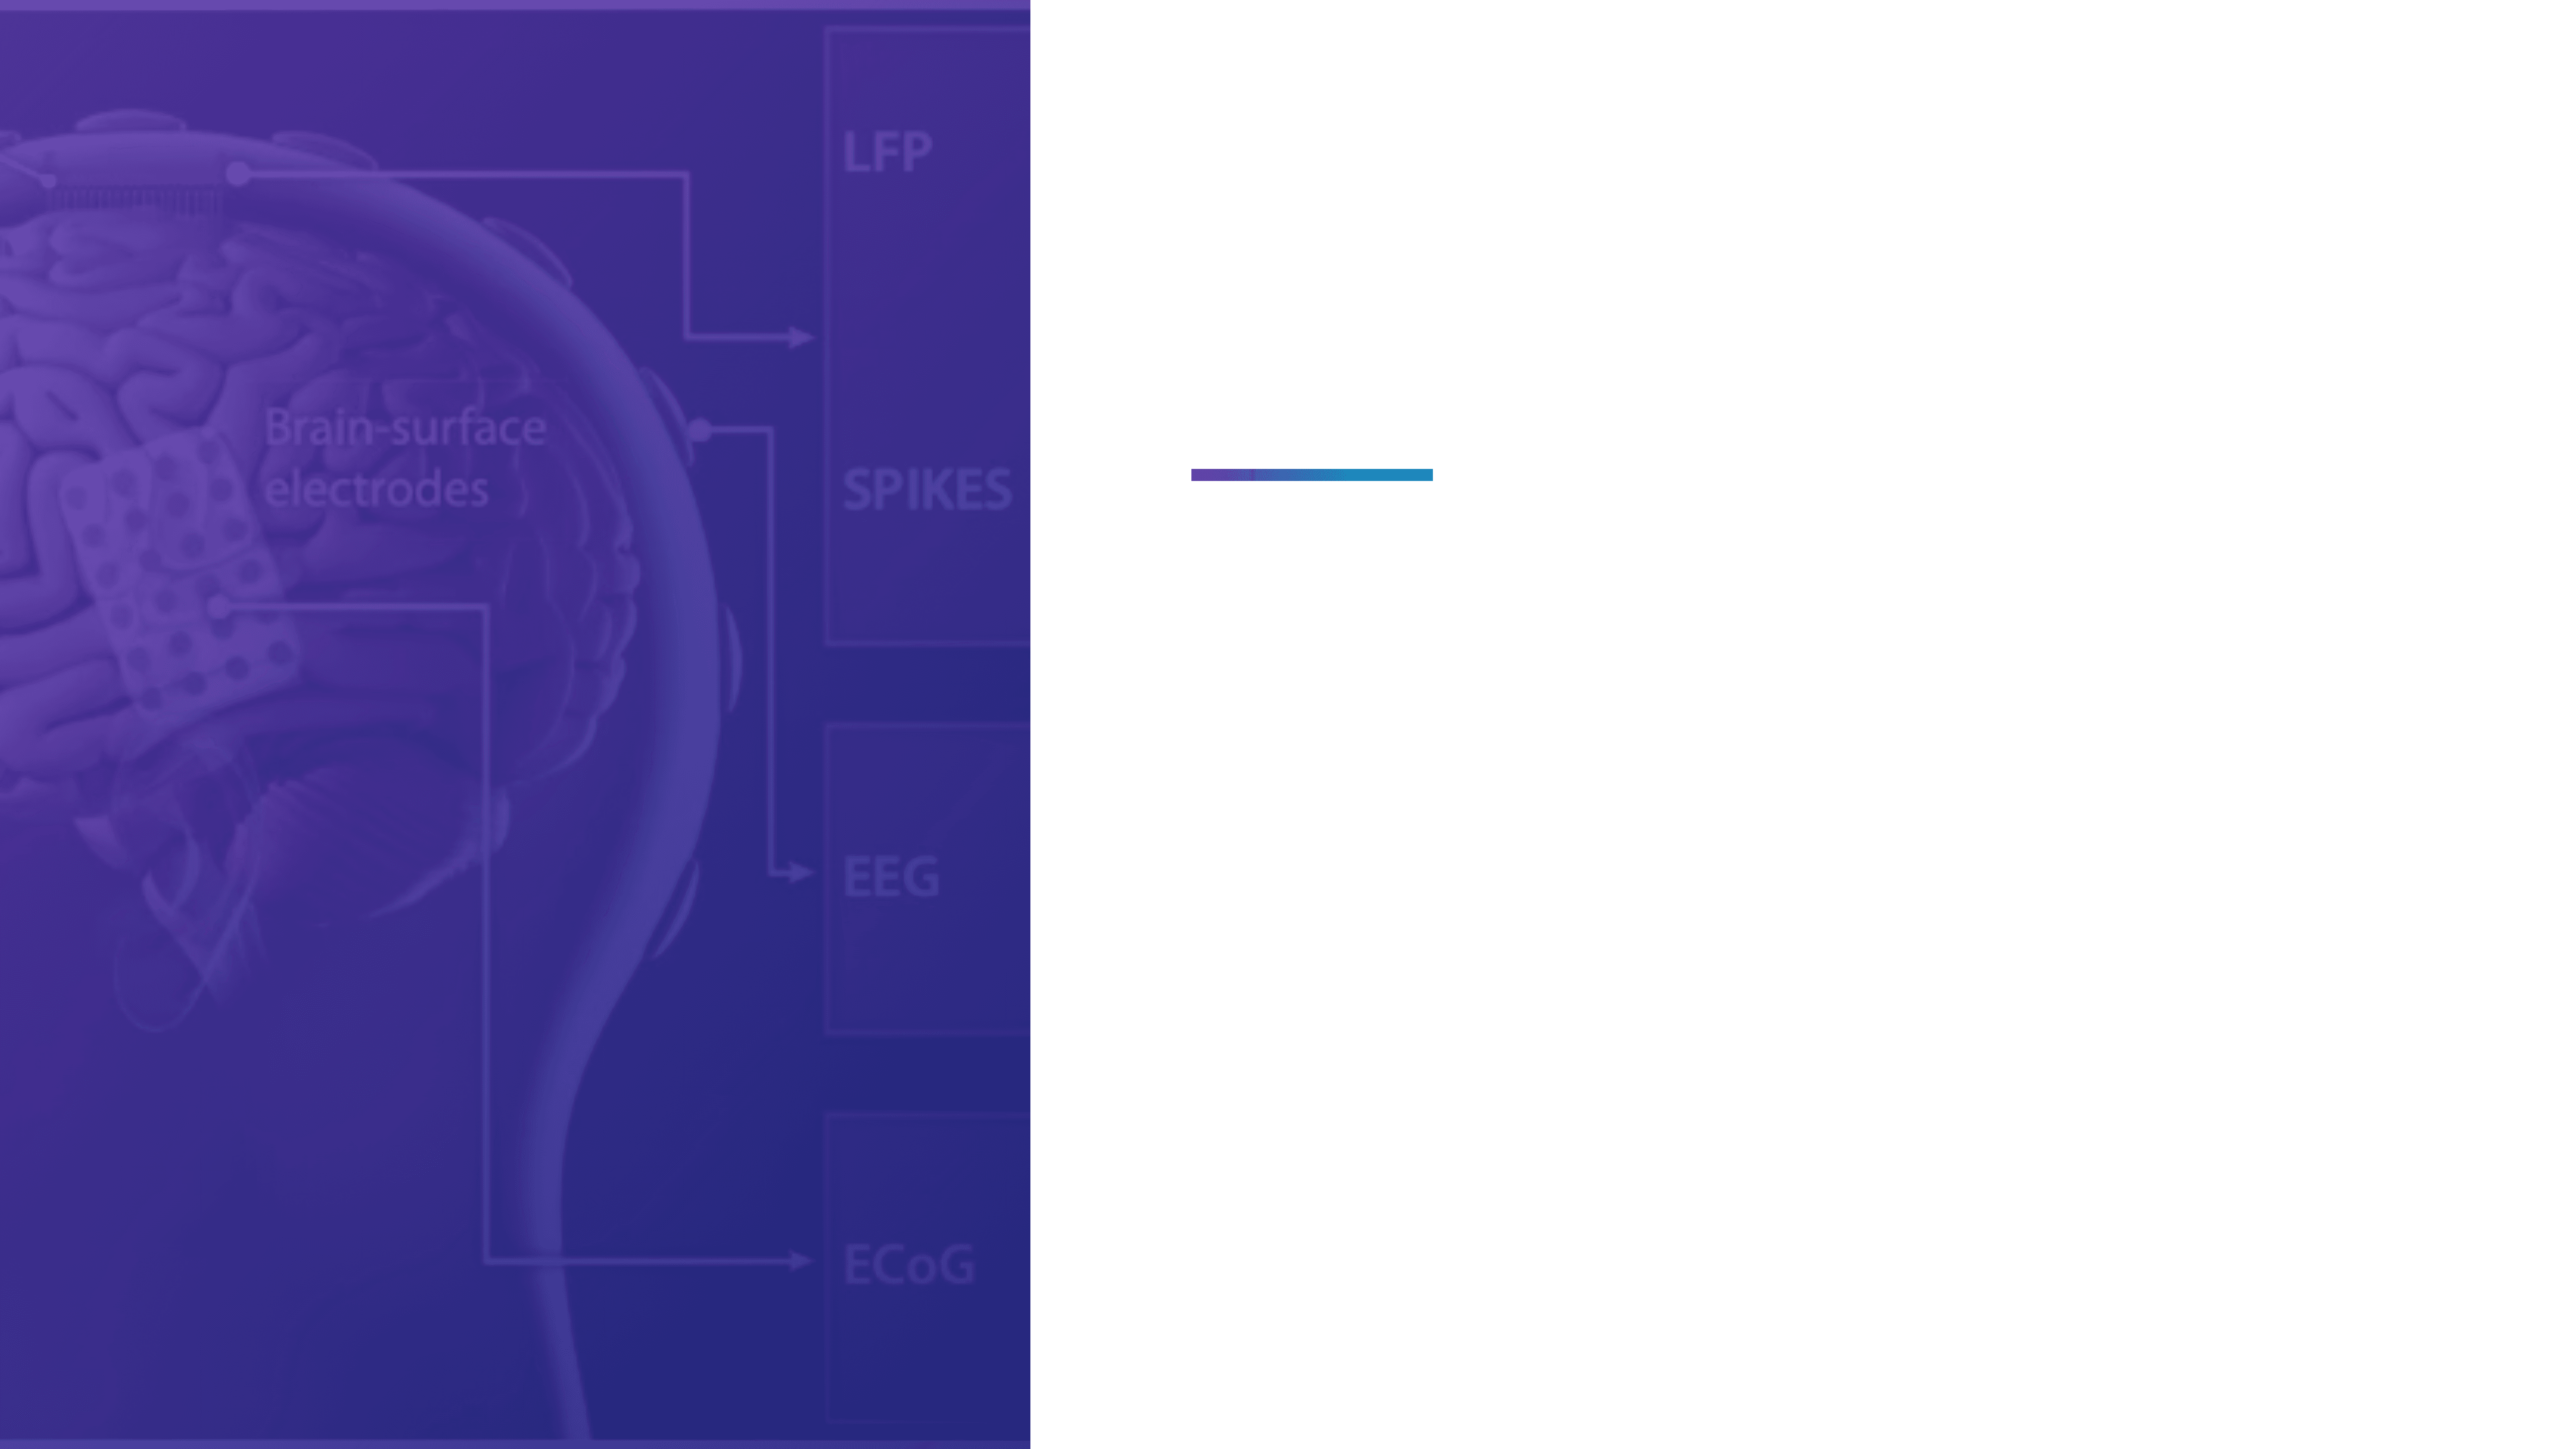 LFP
Brain-surface
electrodes
SPIKES
EEG
ECoG